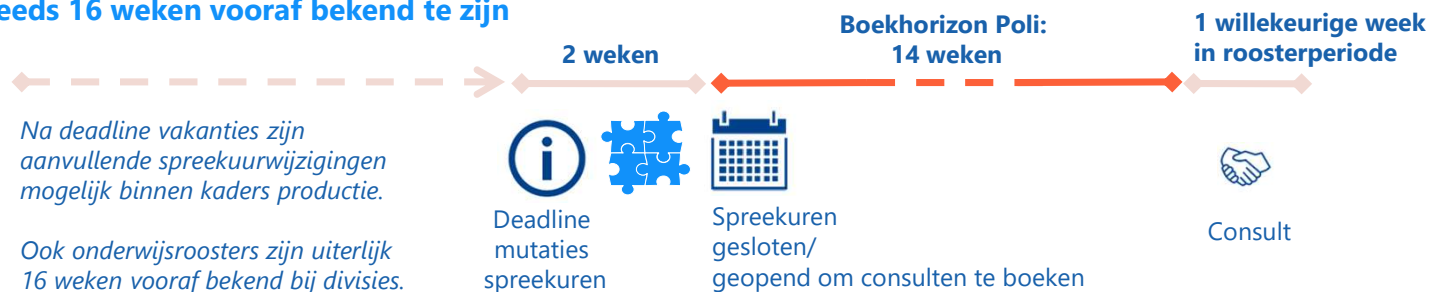 eeds 16 weken vooraf bekend te zijn
2 weken
Boekhorizon Poli:
14 weken
1 willekeurige week
in roosterperiode
Na deadline vakanties zijn
aanvullende spreekuurwijzigingen
mogelijk binnen kaders productie.
Ook onderwijsroosters zijn uiterlijk
16 weken vooraf bekend bij divisies.
Deadline
mutaties
spreekuren
Spreekuren
gesloten/
geopend om consulten te boeken
Consult